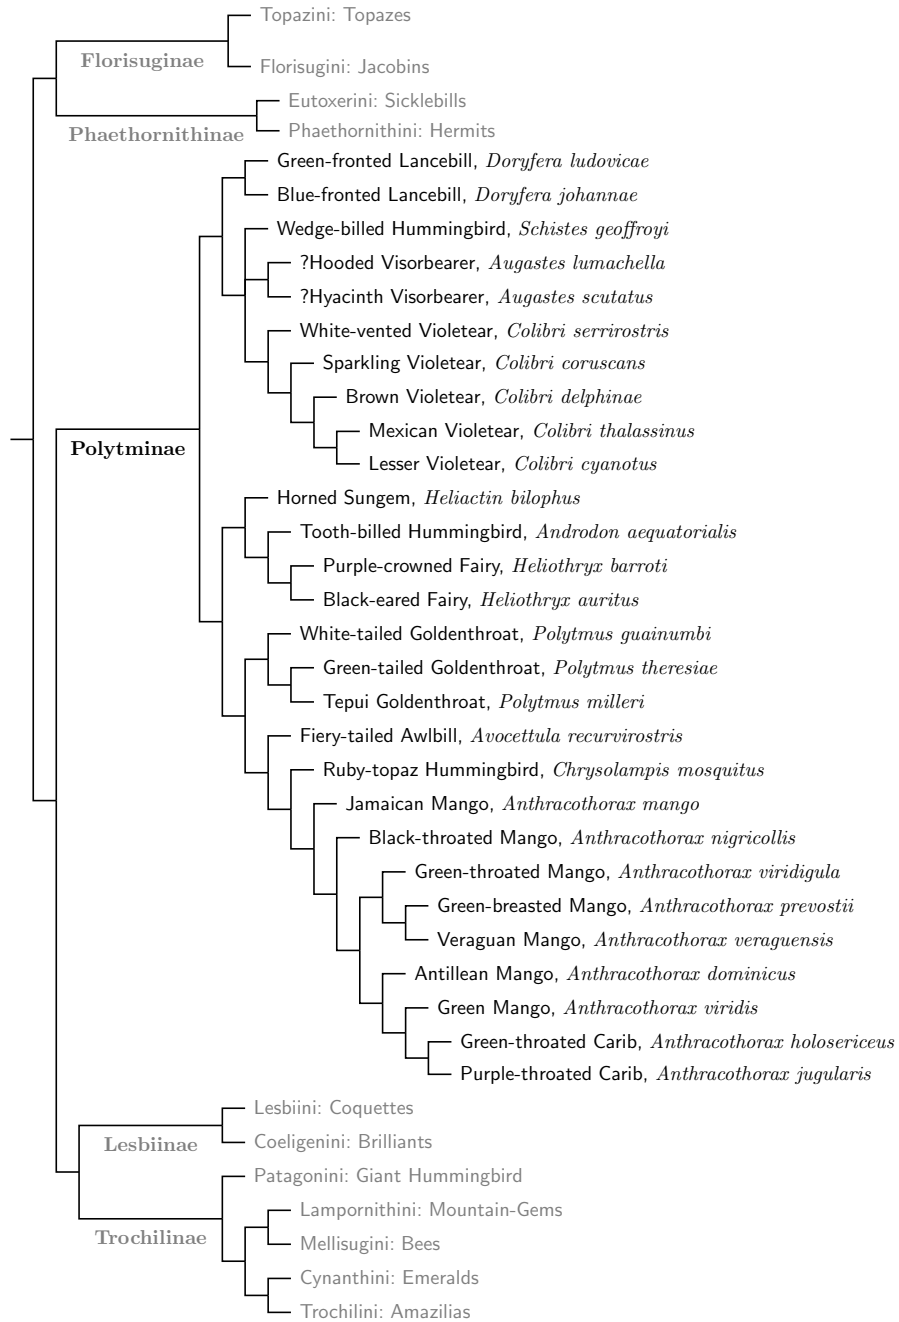 Topazini: Topazes
Florisuginae
Florisugini: Jacobins
Eutoxerini: Sicklebills
Phaethornithinae
Phaethornithini: Hermits
Green-fronted Lancebill, Doryfera ludovicae
Blue-fronted Lancebill, Doryfera johannae
Wedge-billed Hummingbird, Schistes geoffroyi
?Hooded Visorbearer, Augastes lumachella
?Hyacinth Visorbearer, Augastes scutatus
White-vented Violetear, Colibri serrirostris
Sparkling Violetear, Colibri coruscans
Brown Violetear, Colibri delphinae
Mexican Violetear, Colibri thalassinus
Polytminae
Lesser Violetear, Colibri cyanotus
Horned Sungem, Heliactin bilophus
Tooth-billed Hummingbird, Androdon aequatorialis
Purple-crowned Fairy, Heliothryx barroti
Black-eared Fairy, Heliothryx auritus
White-tailed Goldenthroat, Polytmus guainumbi
Green-tailed Goldenthroat, Polytmus theresiae
Tepui Goldenthroat, Polytmus milleri
Fiery-tailed Awlbill, Avocettula recurvirostris
Ruby-topaz Hummingbird, Chrysolampis mosquitus
Jamaican Mango, Anthracothorax mango
Black-throated Mango, Anthracothorax nigricollis
Green-throated Mango, Anthracothorax viridigula
Green-breasted Mango, Anthracothorax prevostii
Veraguan Mango, Anthracothorax veraguensis
Antillean Mango, Anthracothorax dominicus
Green Mango, Anthracothorax viridis
Green-throated Carib, Anthracothorax holosericeus
Purple-throated Carib, Anthracothorax jugularis
Lesbiini: Coquettes
Lesbiinae
Coeligenini: Brilliants
Patagonini: Giant Hummingbird
Lampornithini: Mountain-Gems
Trochilinae
Mellisugini: Bees
Cynanthini: Emeralds
Trochilini: Amazilias